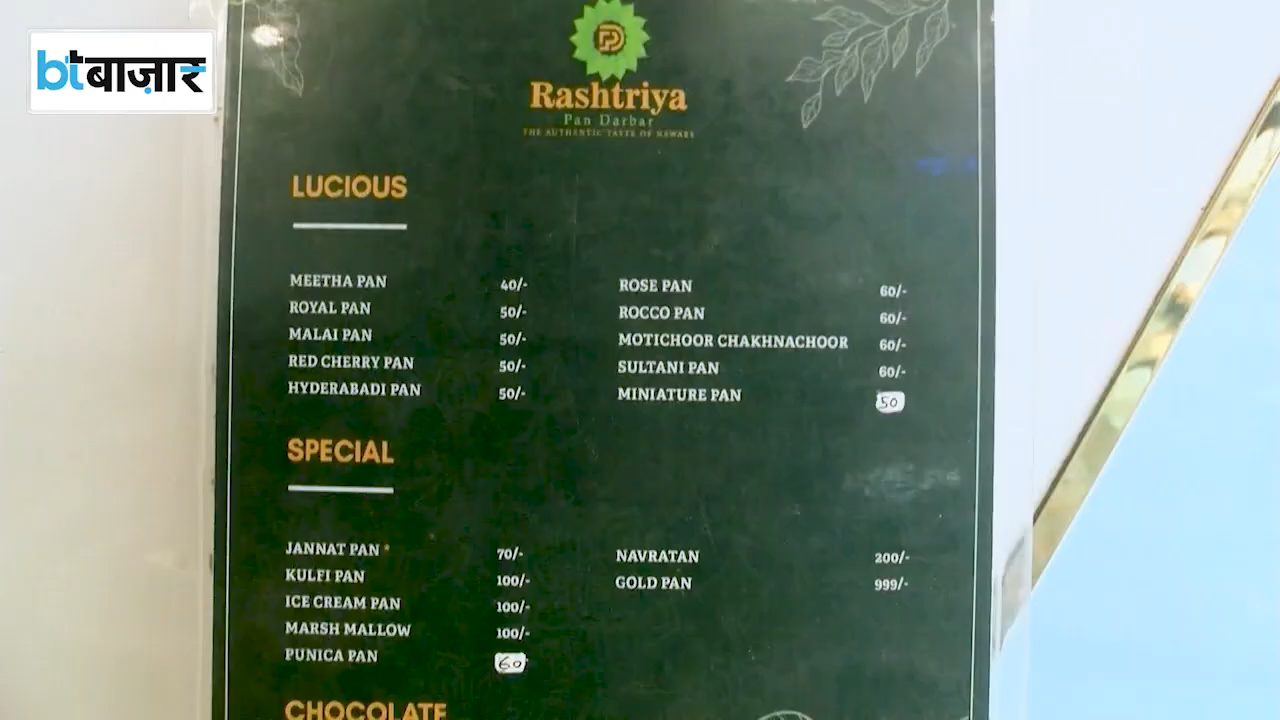 btबाज़ार
Rashtriya
Pan Darbar
THE AUTHENTIC TASTE OF NAWABS
LUCIOUS
MEETHA PAN 40/-
ROYAL PAN 50/-
MALAI PAN 50/-
RED CHERRY PAN 50/-
HYDERABADI PAN 50/-
ROSE PAN 60/-
ROCCO PAN 60/-
MOTICHOOR CHAKHNACHOOR 60/-
SULTANI PAN 60/-
MINIATURE PAN 50
SPECIAL
JANNAT PAN 70/-
KULFI PAN 100/-
ICE CREAM PAN 100/-
MARSH MALLOW 100/-
PUNICA PAN 60
NAVRATAN 200/-
GOLD PAN 999/-
CHOCOLATE